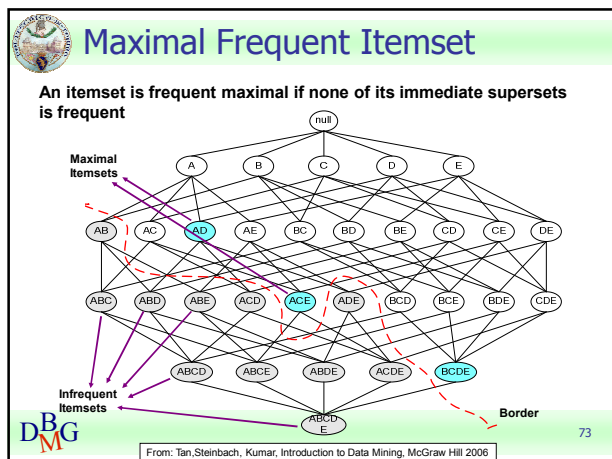 Maximal Frequent Itemset
An itemset is frequent maximal if none of its immediate supersets
is frequent
null
Maximal
Itemsets
A B C D E
AB AC AD AE BC BD BE CD CE DE
ABC ABD ABE ACD ACE ADE BCD BCE BDE CDE
ABCD ABCE ABDE ACDE BCDE
Infrequent
Itemsets
Border
ABCD
E
DBMG
73
From: Tan,Steinbach, Kumar, Introduction to Data Mining, McGraw Hill 2006